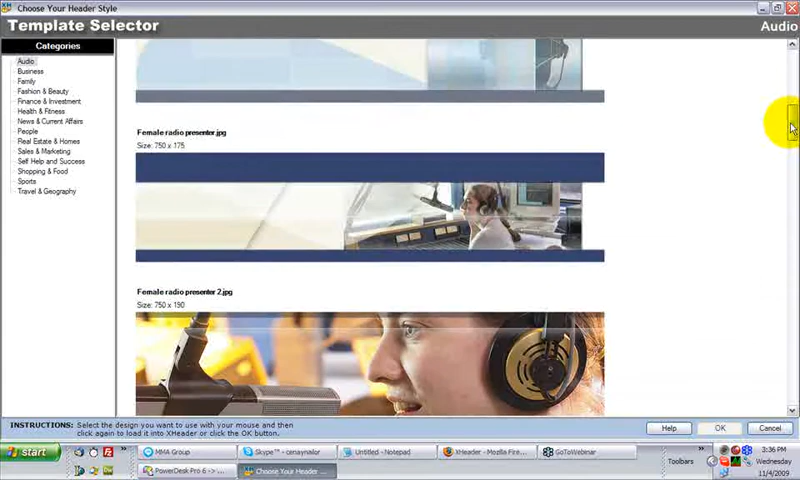 Choose Your Header Style
Template Selector
Audio
Categories
Audio
Business
Family
Fashion & Beauty
Finance & Investment
Health & Fitness
News & Current Affairs
People
Real Estate & Homes
Sales & Marketing
Self Help and Success
Shopping & Food
Sports
Travel & Geography
Female radio presenter.jpg
Size: 750 x 175
Female radio presenter 2.jpg
Size: 750 x 190
INSTRUCTIONS: Select the design you want to use with your mouse and then
click again to load it into XHeader or click the OK button.
Help
OK
Cancel
start
MMA Group
Skype™ - cenaynailor
Untitled - Notepad
XHeader - Mozilla Fire...
GoToWebinar
PowerDesk Pro 6 -> ...
Choose Your Header ...
Toolbars
3:36 PM
Wednesday
11/4/2009